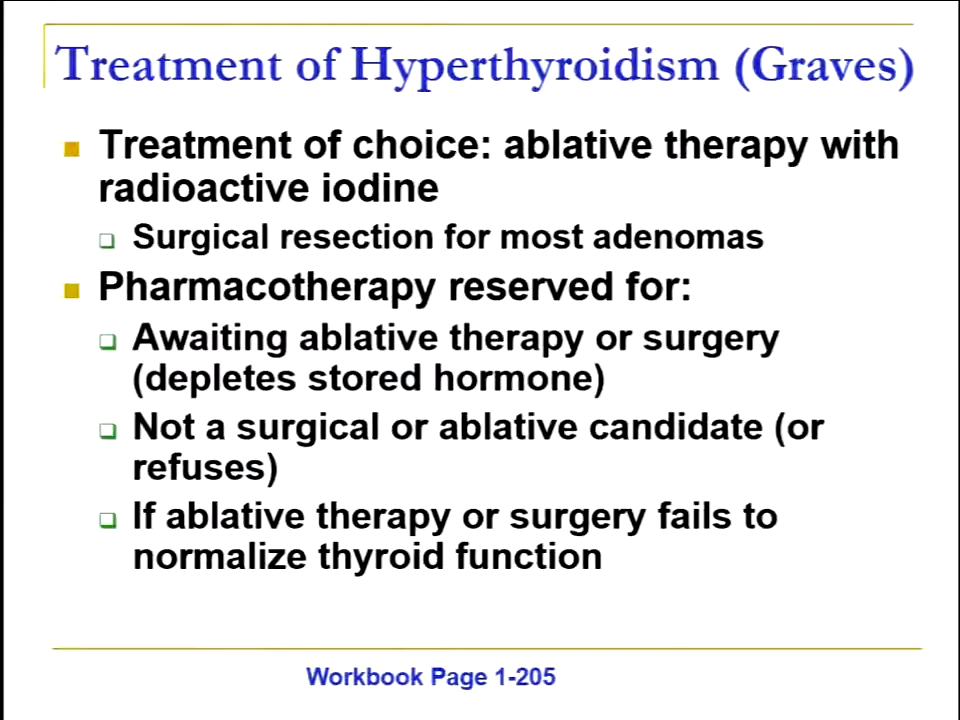 Treatment of Hyperthyroidism (Graves)
Treatment of choice: ablative therapy with
radioactive iodine
Surgical resection for most adenomas
Pharmacotherapy reserved for:
Awaiting ablative therapy or surgery
(depletes stored hormone)
Not a surgical or ablative candidate (or
refuses)
If ablative therapy or surgery fails to
normalize thyroid function
Workbook Page 1-205